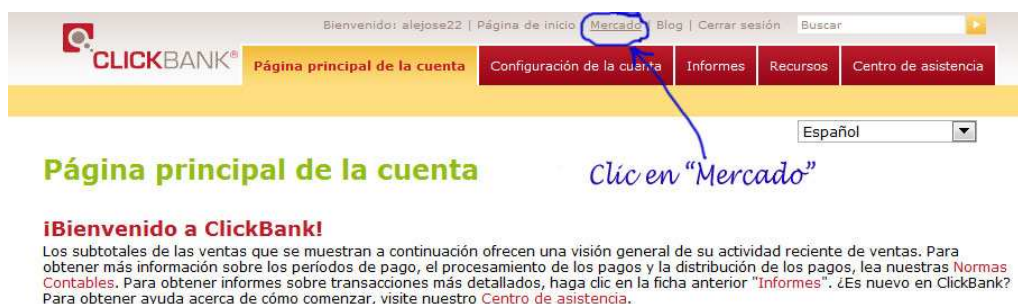 Bienvenido: alejose22 | Página de inicio | Mercado | Blog | Cerrar sesión Buscar
CLICKBANK®
Página principal de la cuenta Configuración de la cuenta Informes Recursos Centro de asistencia
Español
Página principal de la cuenta
Clic en “Mercado”
¡Bienvenido a ClickBank!
Los subtotales de las ventas que se muestran a continuación ofrecen una visión general de su actividad reciente de ventas. Para
obtener más información sobre los períodos de pago, el procesamiento de los pagos y la distribución de los pagos, lea nuestras Normas
Contables. Para obtener informes sobre transacciones más detallados, haga clic en la ficha anterior "Informes". ¿Es nuevo en ClickBank?
Para obtener ayuda acerca de cómo comenzar, visite nuestro Centro de asistencia.